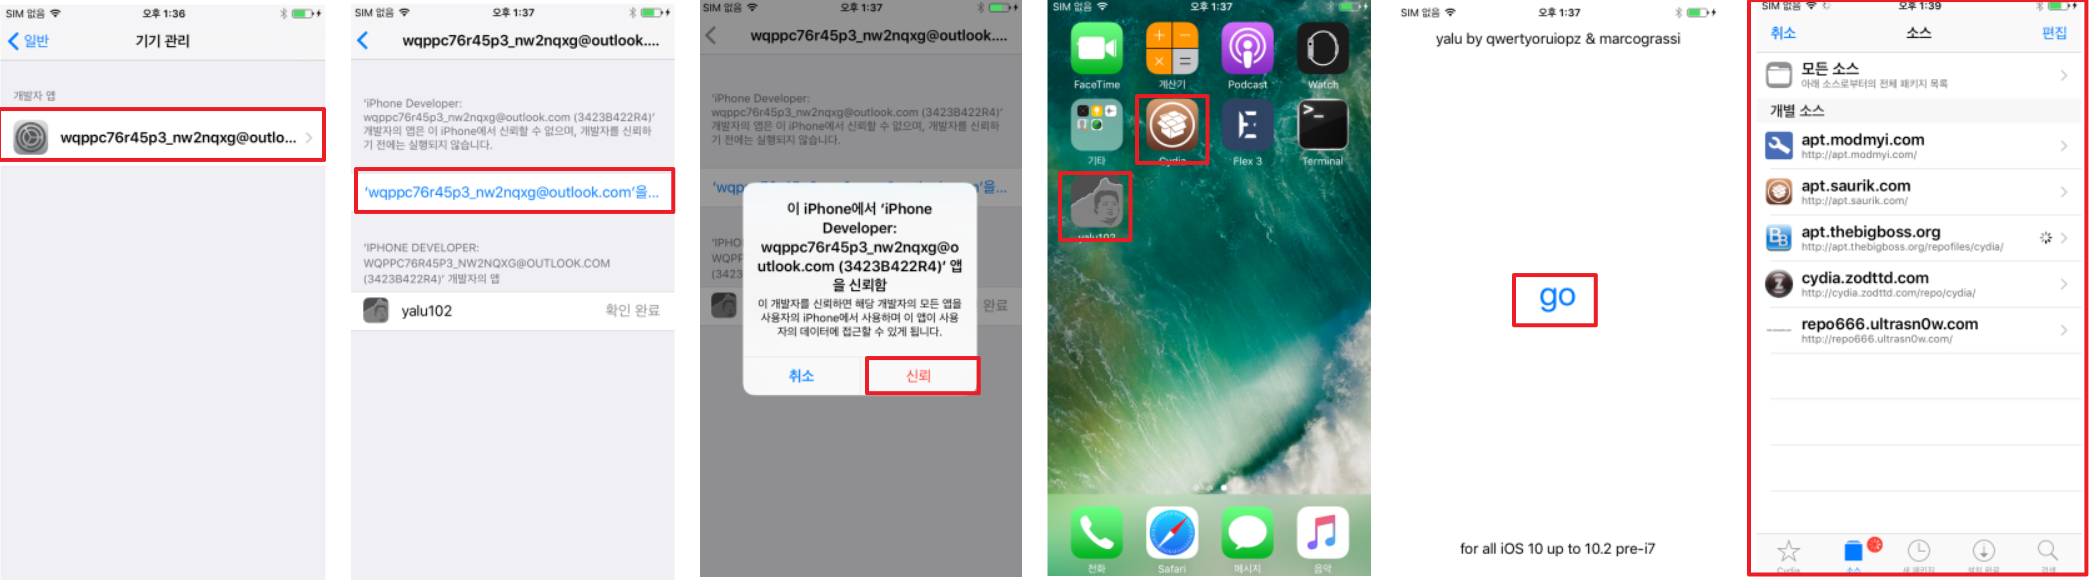 SIM 없음
오후 1:36
일반
기기 관리
개발자 앱
wqppc76r45p3_nw2nqxg@outlo...
SIM 없음
오후 1:37
wqppc76r45p3_nw2nqxg@outlook....
'iPhone Developer:
wqppc76r45p3_nw2nqxg@outlook.com (3423B422R4)'
개발자의 앱은 이 iPhone에서 신뢰할 수 없으며, 개발자를 신뢰하
기 전에는 실행되지 않습니다.
'wqppc76r45p3_nw2nqxg@outlook.com'을...
'IPHONE DEVELOPER:
WQPPC76R45P3_NW2NQXG@OUTLOOK.COM
(3423B422R4)' 개발자의 앱
yalu102
확인 완료
SIM 없음
오후 1:37
wqppc76r45p3_nw2nqxg@outlook....
'iPhone Developer:
wqppc76r45p3_nw2nqxg@outlook.com (3423B422R4)'
개발자의 앱은 이 iPhone에서 신뢰할 수 없으며, 개발자를 신뢰하
기 전에는 실행되지 않습니다.
'wqpp
'을...
'IPHO
WQPP
(3423
완료
이 iPhone에서 'iPhone
Developer:
wqppc76r45p3_nw2nqxg@o
utlook.com (3423B422R4)' 앱
을 신뢰함
이 개발자를 신뢰하면 해당 개발자의 모든 앱을
사용자의 iPhone에서 사용하며 이 앱이 사용
자의 데이터에 접근할 수 있게 됩니다.
취소
신뢰
SIM 없음
오후 1:37
FaceTime
계산기
Podcast
Watch
기타
Cydia
Flex 3
Terminal
yalu102
전화
Safari
메시지
음악
SIM 없음
오후 1:37
yalu by qwertyoruiopz & marcograssi
go
for all iOS 10 up to 10.2 pre-i7
SIM 없음
오후 1:39
취소
소스
편집
모든 소스
아래 소스로부터의 전체 패키지 목록
개별 소스
apt.modmyi.com
http://apt.modmyi.com/
apt.saurik.com
http://apt.saurik.com/
apt.thebigboss.org
http://apt.thebigboss.org/repofiles/cydia/
cydia.zodttd.com
http://cydia.zodttd.com/repo/cydia/
repo666.ultrasn0w.com
http://repo666.ultrasn0w.com/
Cydia
소스
새 패키지
설치 완료
검색